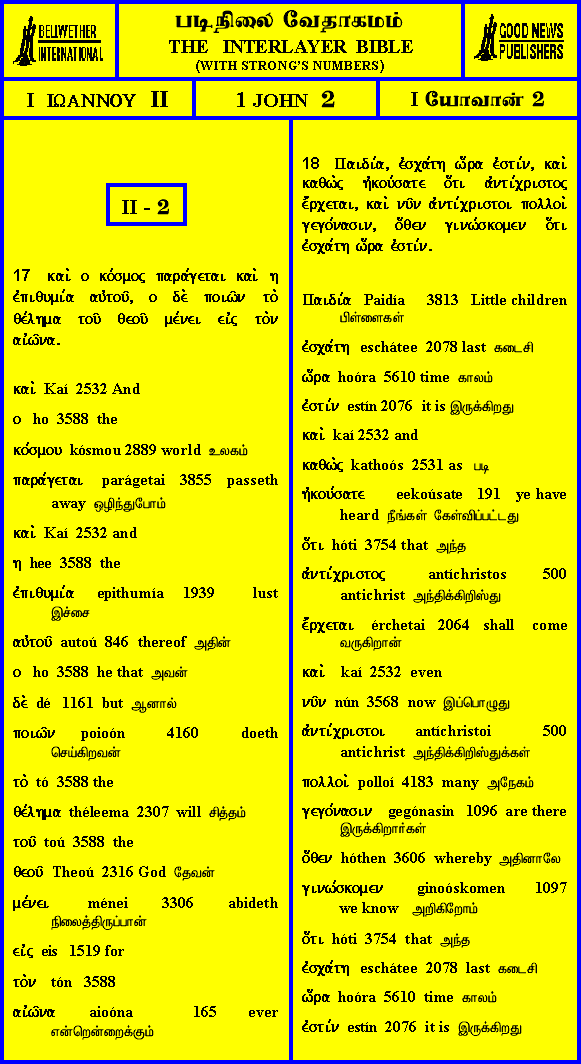 BELLWETHER
INTERNATIONAL
படிநிலை வேதாகமம்
THE INTERLAYER BIBLE
(WITH STRONG'S NUMBERS)
GOOD NEWS
PUBLISHERS
I ΙΩΑΝΝΟΥ II
1 JOHN 2
I யோவான் 2
II - 2
17 καὶ ο κόσμος παράγεται καὶ η
ἐπιθυμία αὐτοῦ, ο δὲ ποιῶν τὸ
θέλημα τοῦ θεοῦ μένει εἰς τὸν
αἰῶνα.
καὶ Kaí 2532 And
ο ho 3588 the
κόσμου kósmou 2889 world உலகம்
παράγεται parágetai 3855 passeth
away ஒழிந்துபோம்
καὶ Kaí 2532 and
η hee 3588 the
ἐπιθυμία epithumía 1939 lust
இச்சை
αὐτοῦ autoú 846 thereof அதின்
ο ho 3588 he that அவன்
δὲ dé 1161 but ஆனால்
ποιῶν poioón 4160 doeth
செய்கிறவன்
τὸ tó 3588 the
θέλημα théleema 2307 will சித்தம்
τοῦ toú 3588 the
θεοῦ Theoú 2316 God தேவன்
μένει ménei 3306 abideth
நிலைத்திருப்பான்
εἰς eis 1519 for
τὸν tón 3588
αἰῶνα aioóna 165 ever
என்றென்றைக்கும்
18 Παιδία, ἐσχάτη ὥρα ἐστίν, καὶ
καθὼς ἠκούσατε ὅτι ἀντίχριστος
ἔρχεται, καὶ νῦν ἀντίχριστοι πολλοὶ
γεγόνασιν, ὅθεν γινώσκομεν ὅτι
ἐσχάτη ὥρα ἐστίν.
Παιδία Paidía 3813 Little children
பிள்ளைகள்
ἐσχάτη eschátee 2078 last கடைசி
ὥρα hoóra 5610 time காலம்
ἐστίν estín 2076 it is இருக்கிறது
καὶ kaí 2532 and
καθὼς kathoós 2531 as படி
ἠκούσατε eekoúsate 191 ye have
heard நீங்கள் கேள்விப்பட்டது
ὅτι hóti 3754 that அந்த
ἀντίχριστος antíchristos 500
antichrist அந்திக்கிறிஸ்து
ἔρχεται érchetai 2064 shall come
வருகிறான்
καὶ kaí 2532 even
νῦν nún 3568 now இப்பொழுது
ἀντίχριστοι antíchristoi 500
antichrist அந்திக்கிறிஸ்துக்கள்
πολλοὶ polloí 4183 many அநேகம்
γεγόνασιν gegónasin 1096 are there
இருக்கிறார்கள்
ὅθεν hóthen 3606 whereby அதினாலே
γινώσκομεν ginoóskomen 1097
we know அறிகிறோம்
ὅτι hóti 3754 that அந்த
ἐσχάτη eschátee 2078 last கடைசி
ὥρα hoóra 5610 time காலம்
ἐστίν estín 2076 it is இருக்கிறது